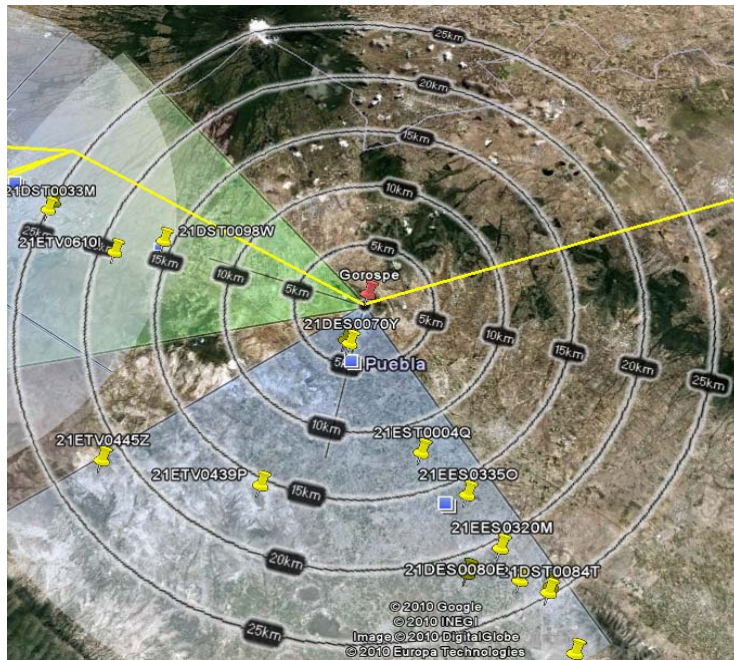 25km
20km
15km
10km
5km
21DST0033M
21DST0098W
25km
21ETV0610I
15km
10km
Gorospe
5km
5km
10km
15km
20km
25km
21DES0070Y
5k
Puebla
10km
21EST0004Q
21ETV0445Z
21ETV0439P
21EES0335O
15km
21EES0320M
20km
21DES0080E
21DST0084T
25km
© 2010 Google
© 2010 INEGI
Image © 2010 DigitalGlobe
© 2010 Europa Technologies